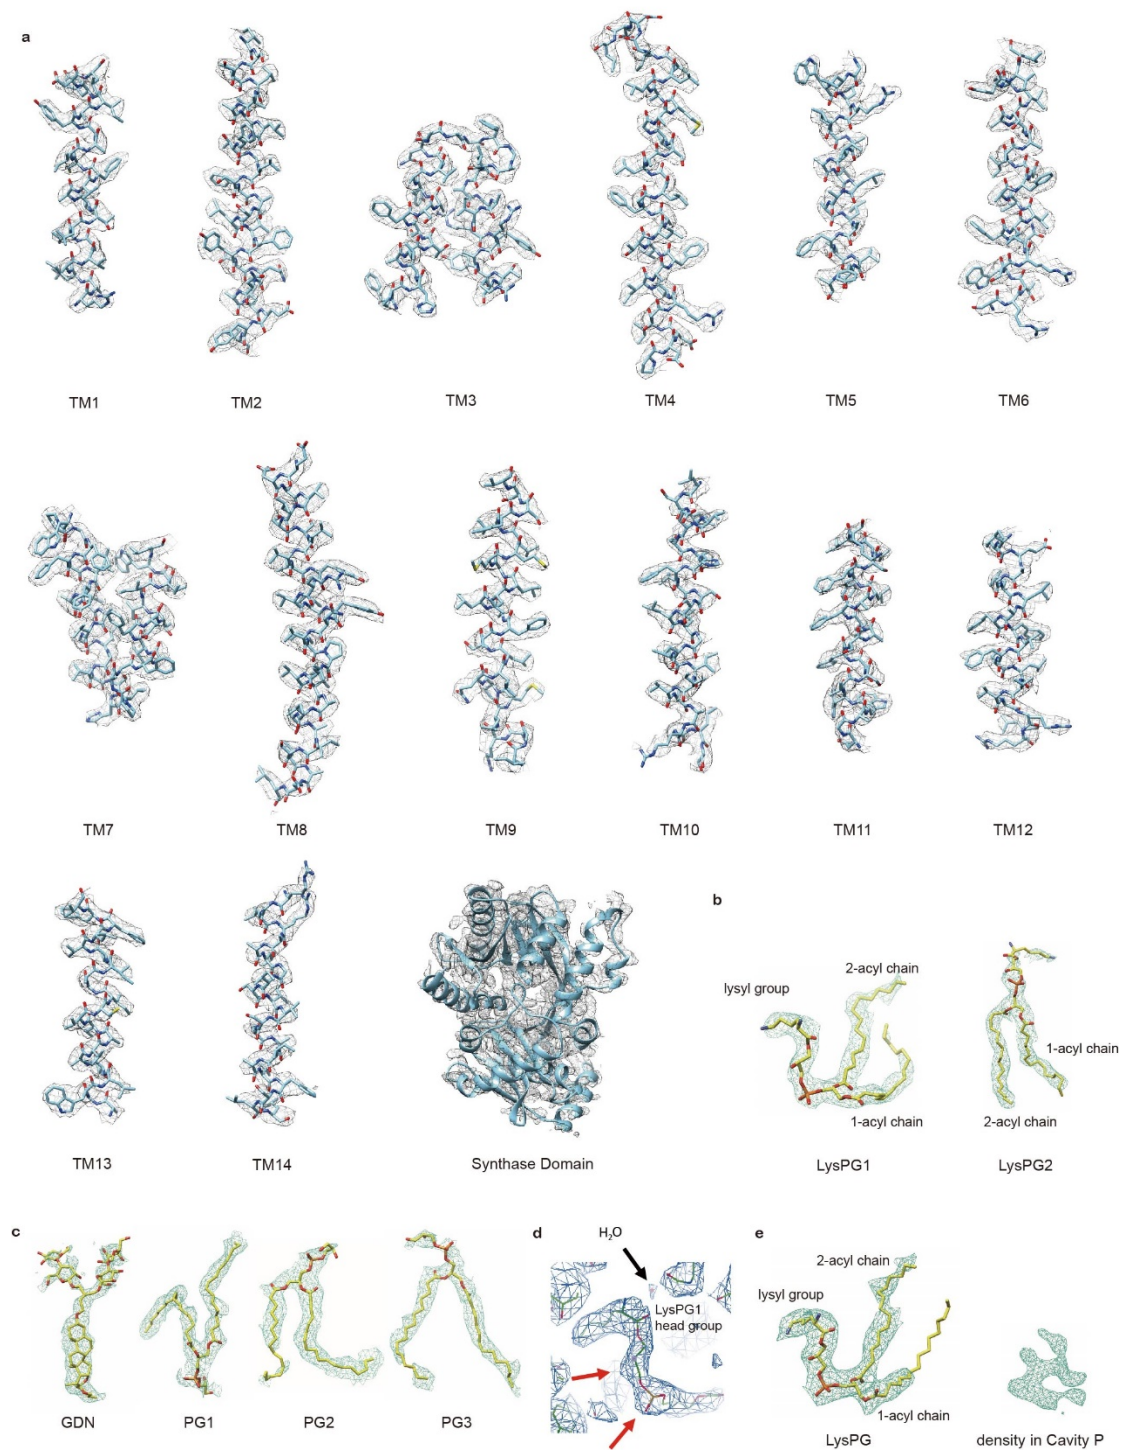 a
TM1 TM2 TM3 TM4 TM5 TM6
TM7 TM8 TM9 TM10 TM11 TM12
TM13 TM14 Synthase Domain
b
2-acyl chain
lysyl group
1-acyl chain
1-acyl chain
2-acyl chain
LysPG1 LysPG2
c
GDN PG1 PG2 PG3
d
H₂O
LysPG1
head group
e
2-acyl chain
lysyl group
1-acyl chain
LysPG
density in Cavity P